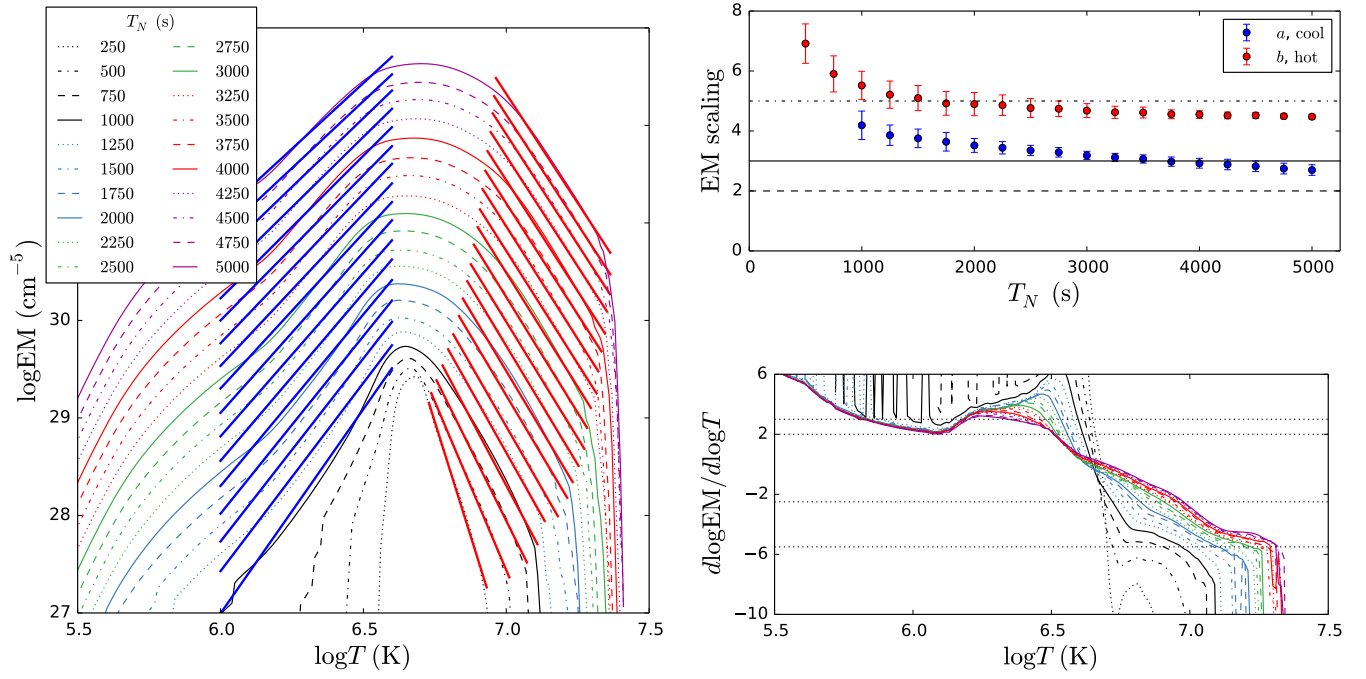 T_N (s)
250 2750
500 3000
750 3250
1000 3500
1250 3750
1500 4000
1750 4250
2000 4500
2250 4750
2500 5000
logEM (cm⁻⁵)
30
29
28
27
5.5 6.0 6.5 7.0 7.5
logT (K)
8
6
4
2
0
EM scaling
a, cool
b, hot
0 1000 2000 3000 4000 5000
T_N (s)
6
2
−2
−6
−10
dlogEM/dlogT
5.5 6.0 6.5 7.0 7.5
logT (K)